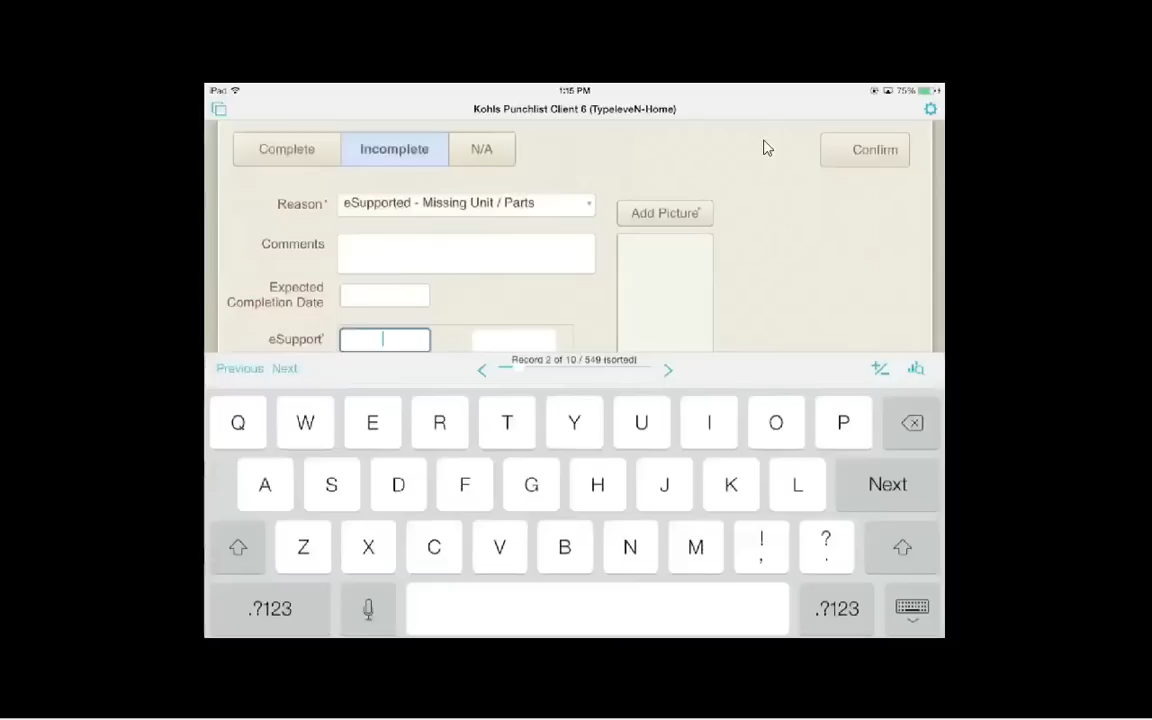 iPad 1:15 PM 75%
Kohls Punchlist Client 6 (TypeleveN-Home)
Complete Incomplete N/A Confirm
Reason* eSupported - Missing Unit / Parts Add Picture*
Comments
Expected
Completion Date
eSupport*
Previous Next Record 2 of 10 / 549 (sorted)
Q W E R T Y U I O P
A S D F G H J K L Next
Z X C V B N M ! , ? .
.?123 .?123